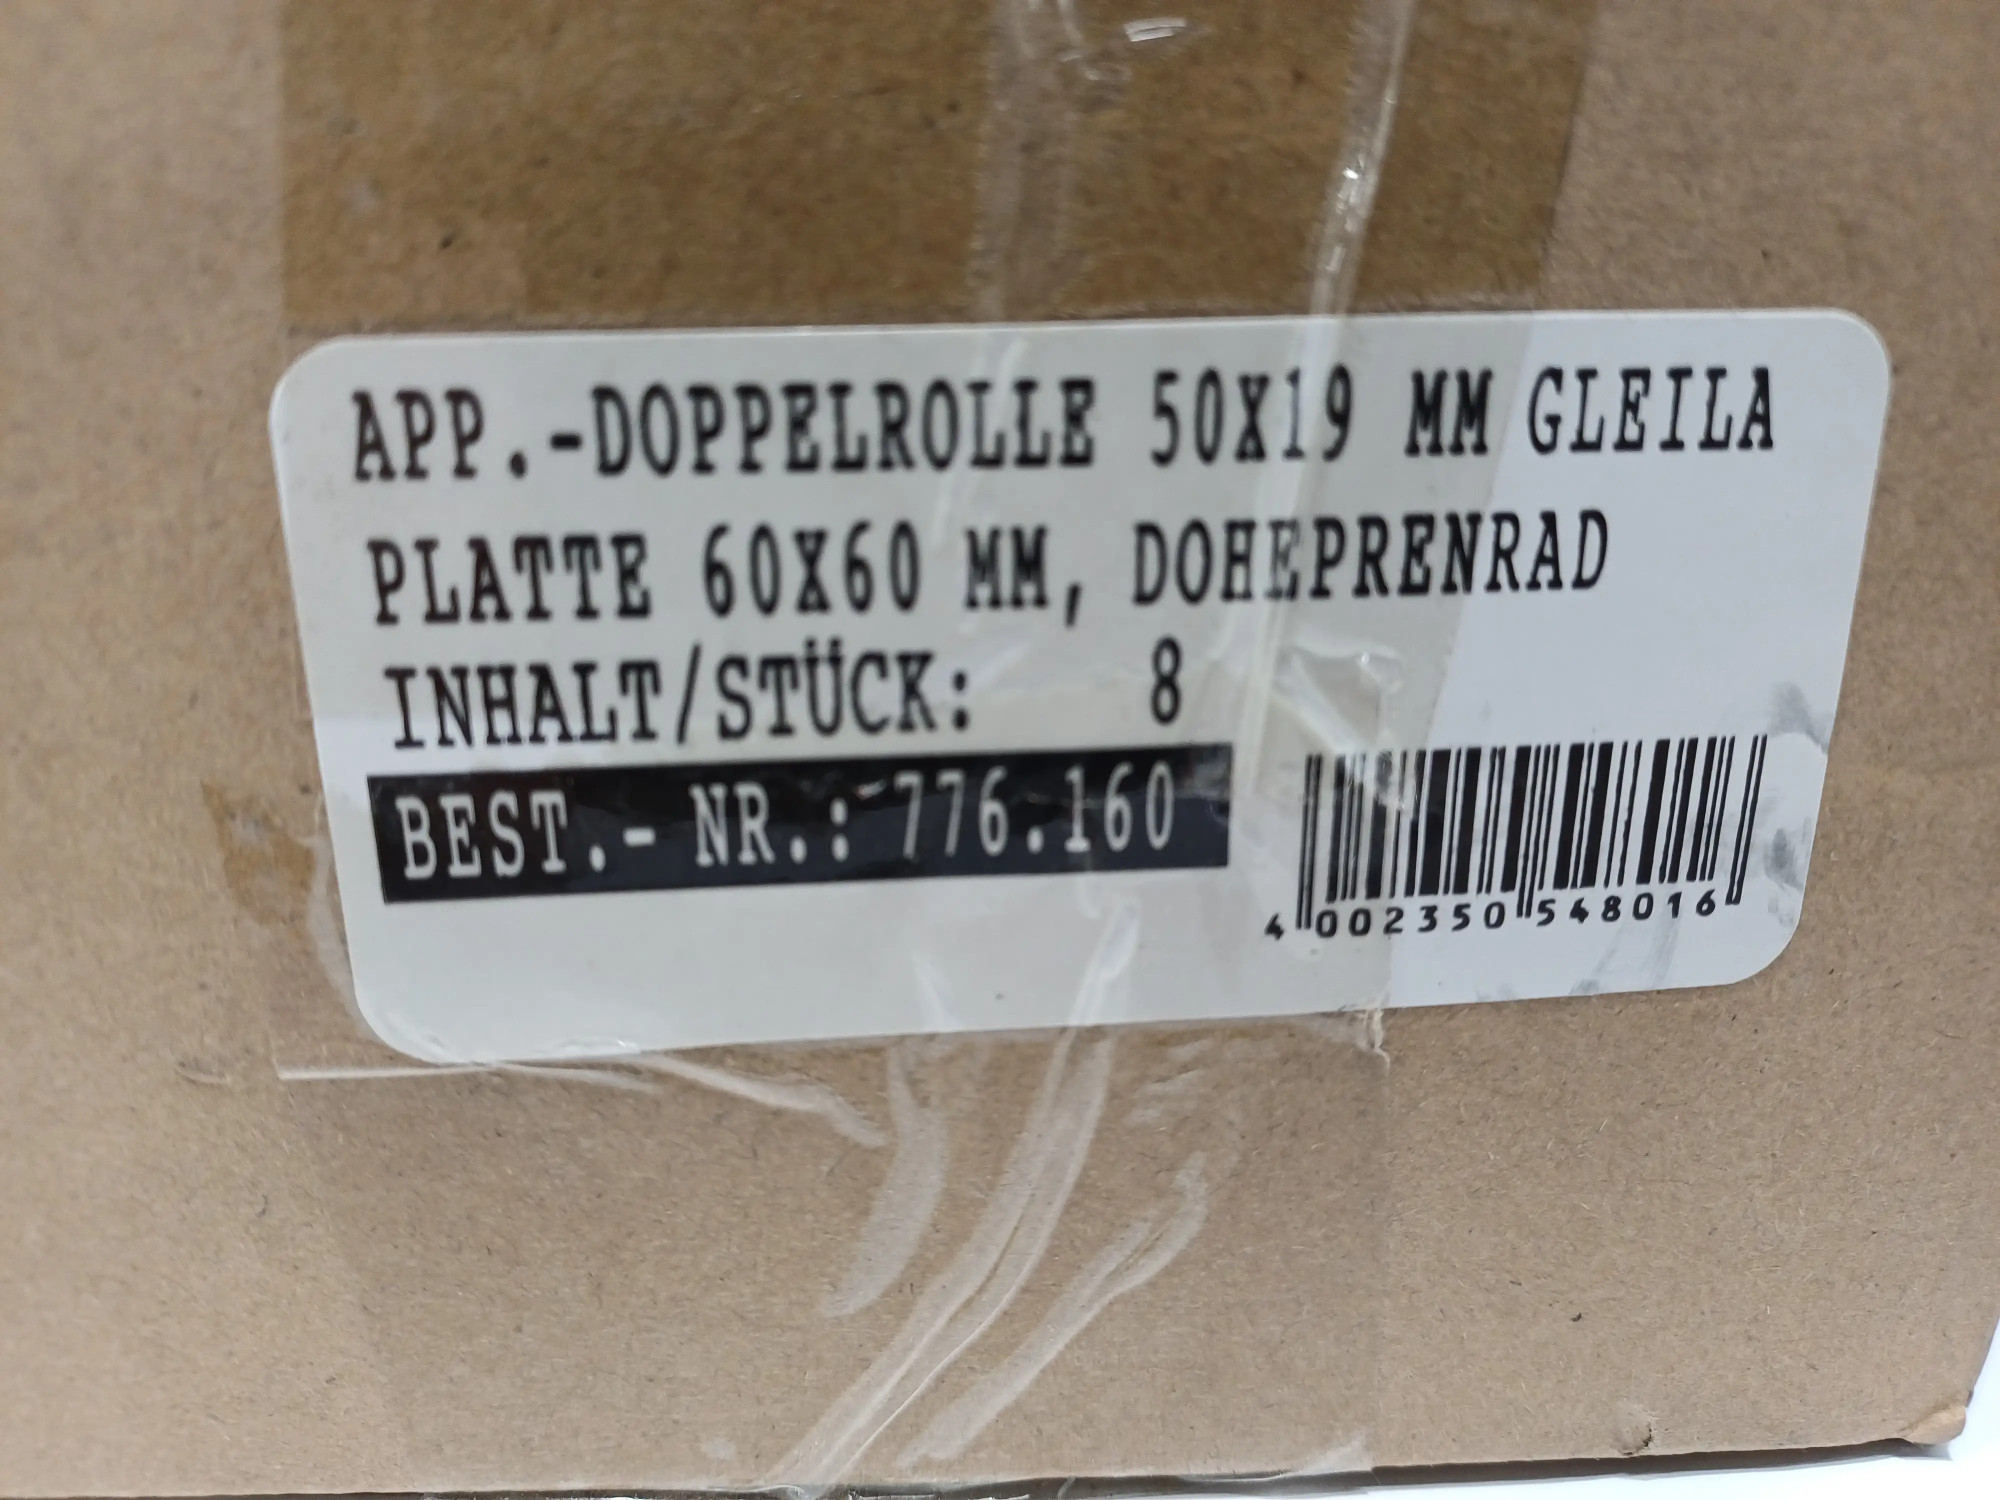 APP.-DOPPELROLLE 50X19 MM GLEILA
PLATTE 60X60 MM, DOHEPRENRAD
INHALT/STÜCK: 8
BEST.- NR.: 776.160
4 002350 548016